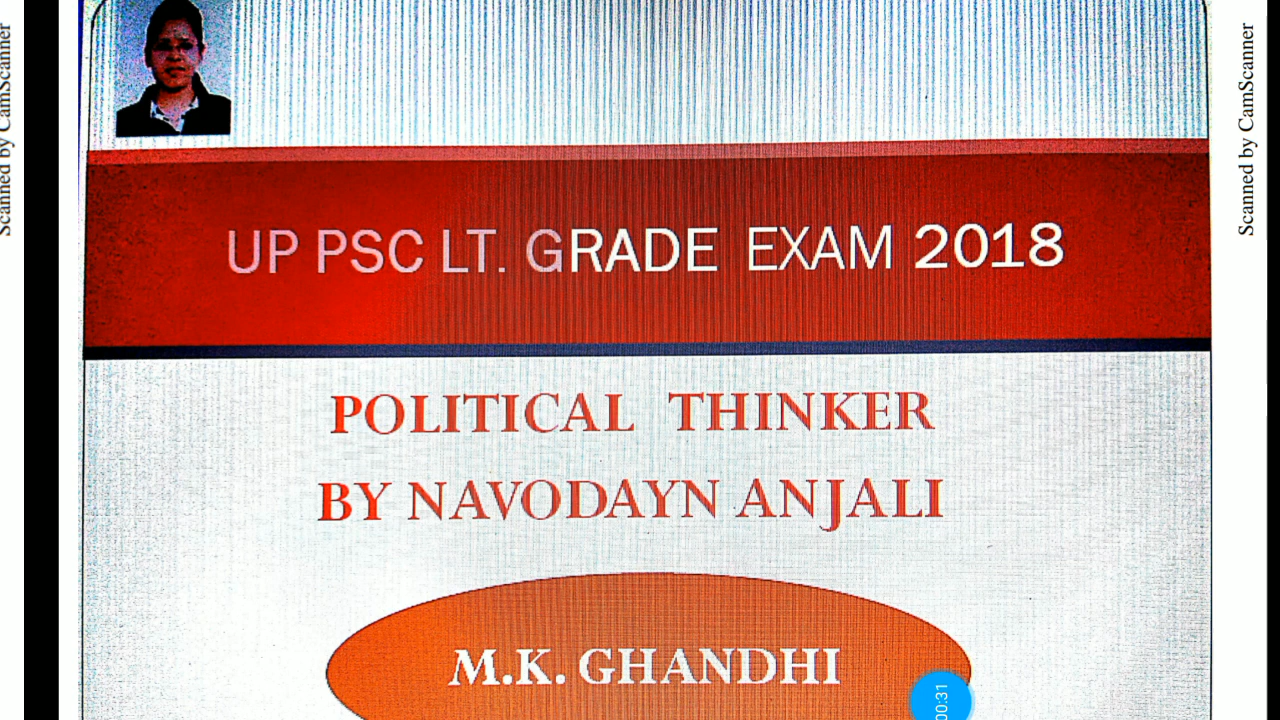 UP PSC LT. GRADE EXAM 2018
POLITICAL THINKER
BY NAVODAYN ANJALI
M.K. GHANDHI
00:31
Scanned by CamScanner
Scanned by CamScanner